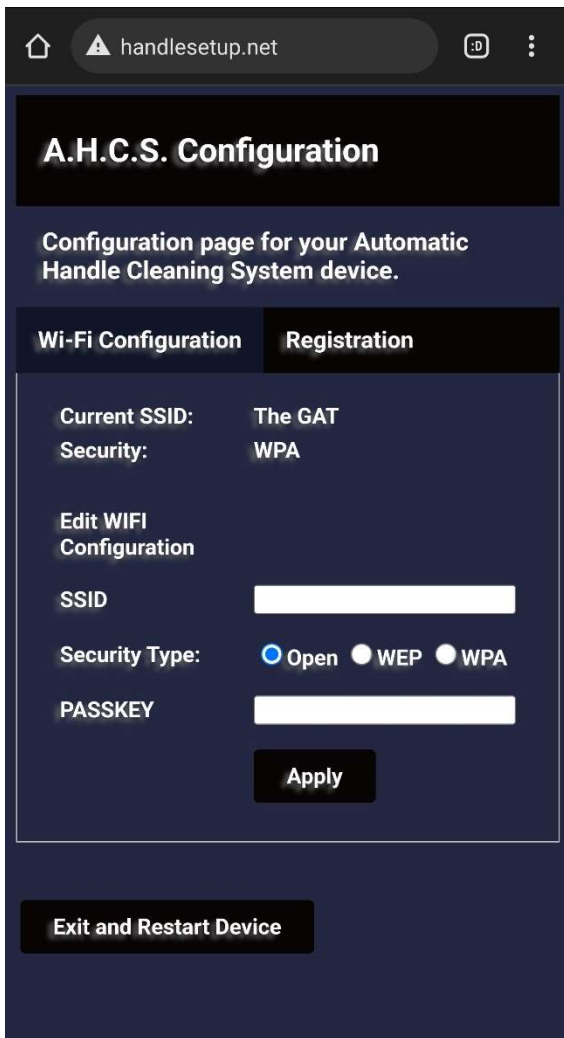 handlesetup.net :D
A.H.C.S. Configuration
Configuration page for your Automatic
Handle Cleaning System device.
Wi-Fi Configuration Registration
Current SSID: The GAT
Security: WPA
Edit WIFI
Configuration
SSID
Security Type: Open WEP WPA
PASSKEY
Apply
Exit and Restart Device